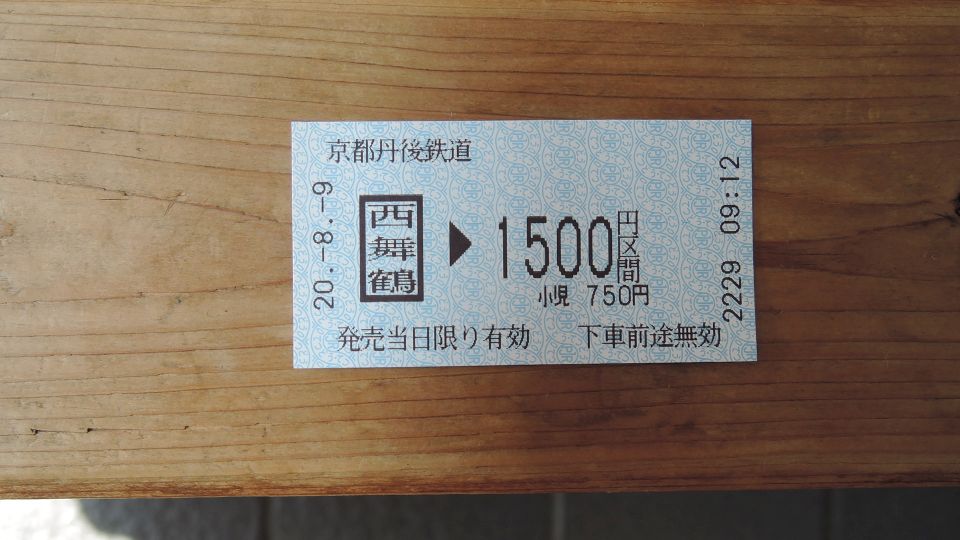 京都丹後鉄道
20.-8.-9
西舞鶴
▶
1500円区間
小児 750円
2229 09:12
発売当日限り有効 下車前途無効